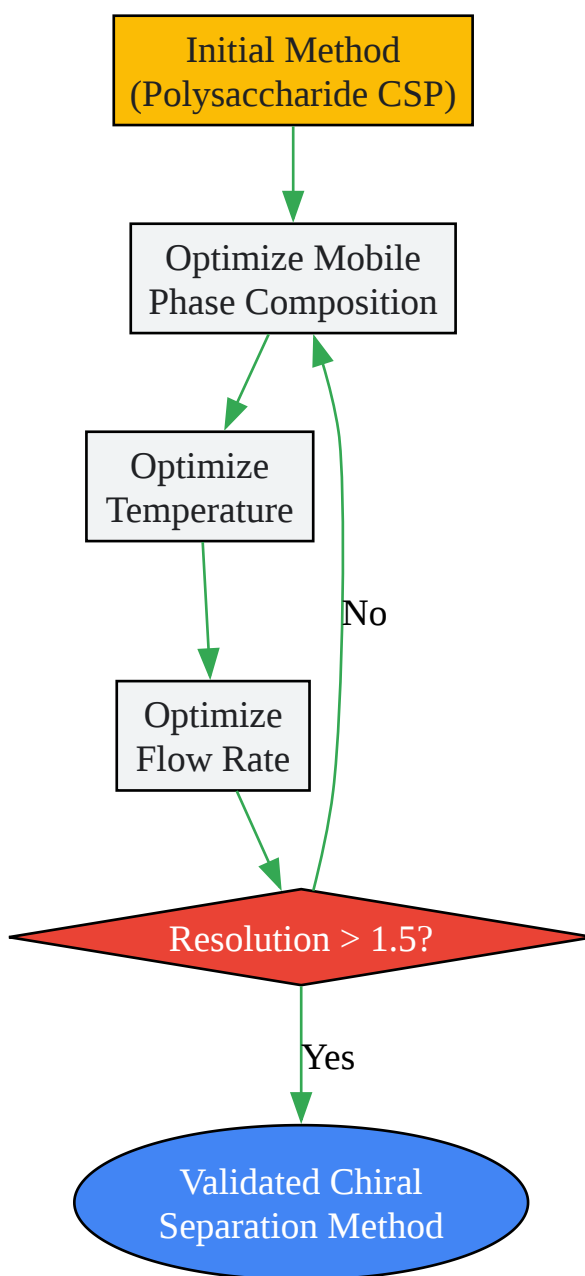 Initial Method
(Polysaccharide CSP)
Optimize Mobile
Phase Composition
Optimize
Temperature
No
Optimize
Flow Rate
Resolution > 1.5?
Yes
Validated Chiral
Separation Method